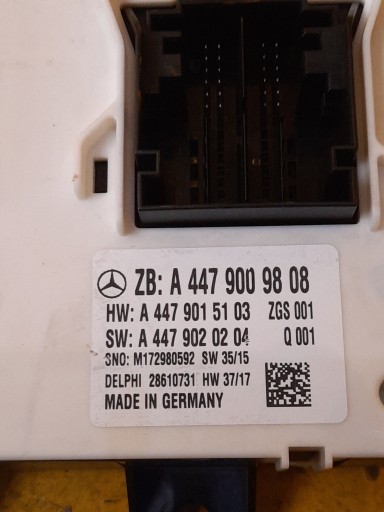 ZB: A 447 900 98 08
HW: A 447 901 51 03 ZGS 001
SW: A 447 902 02 04 Q 001
SNO: M172980592 SW 35/15
DELPHI 28610731 HW 37/17
MADE IN GERMANY